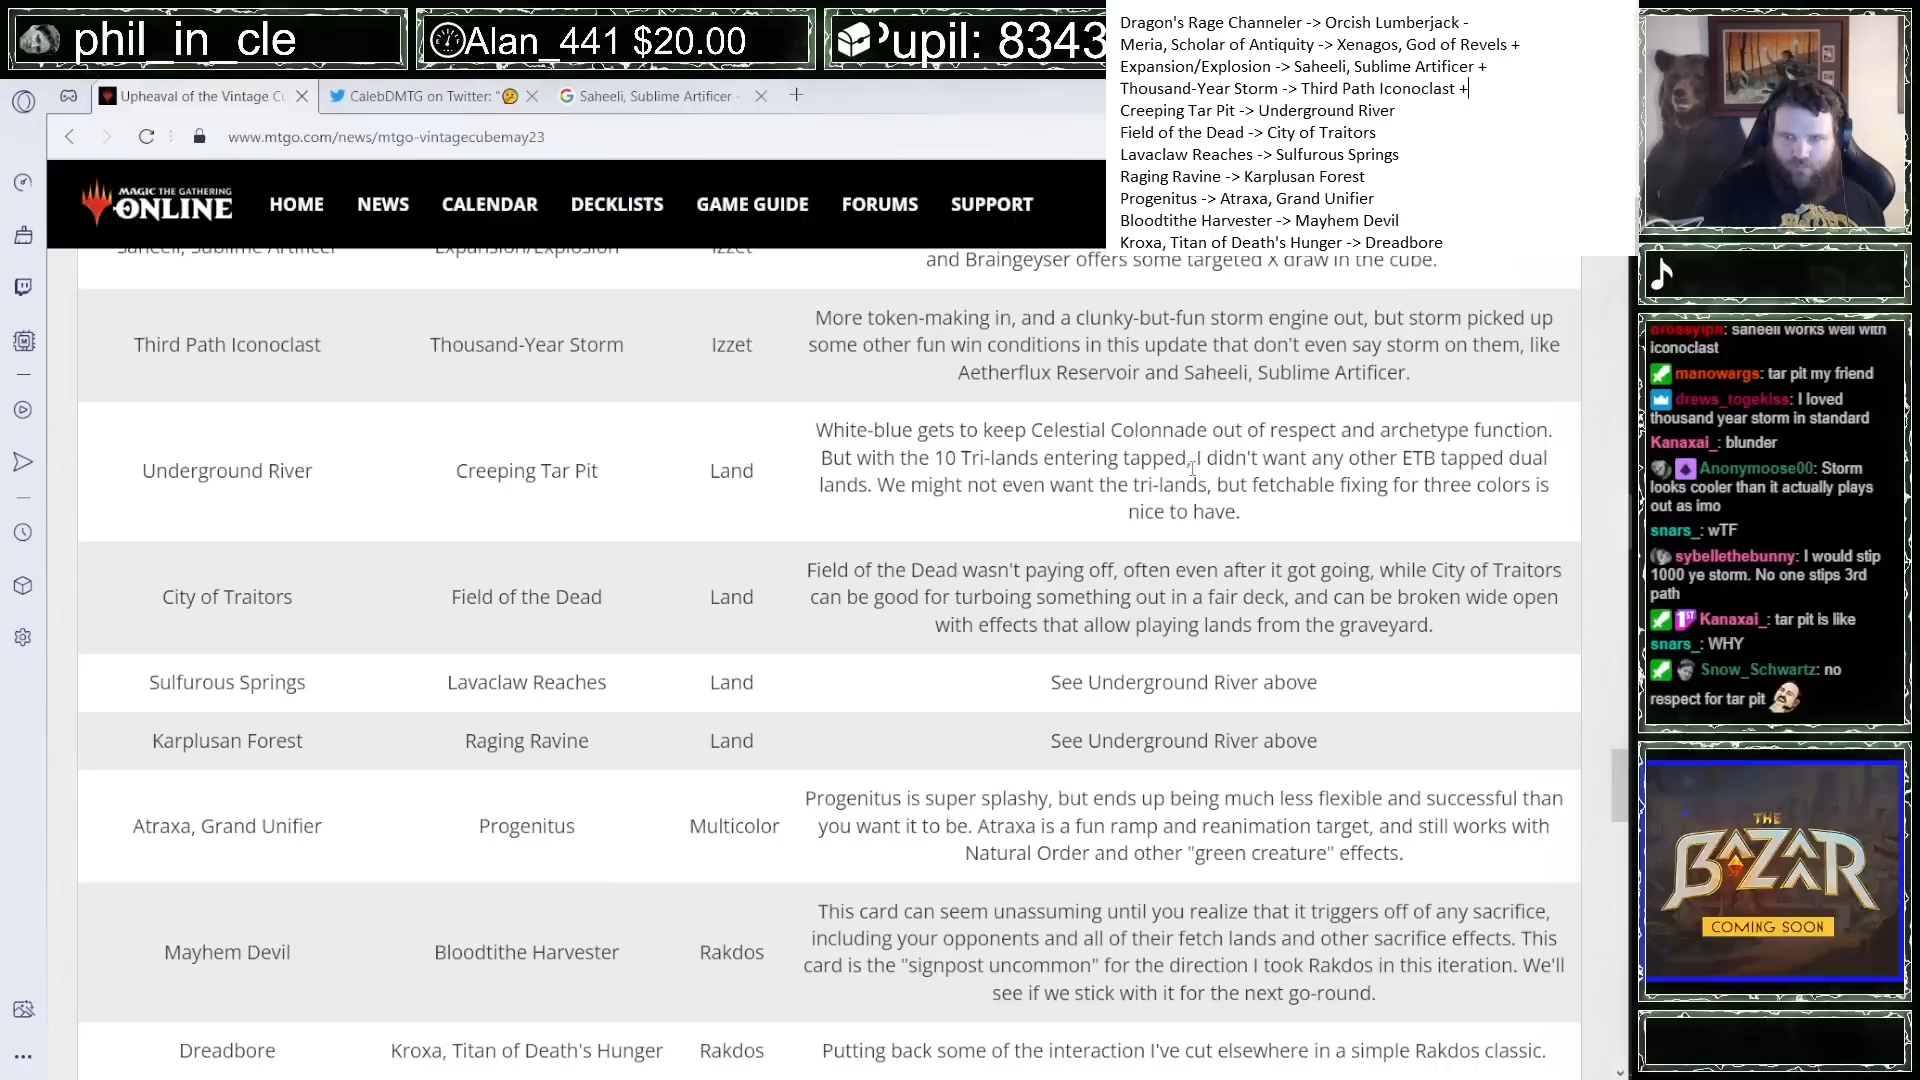 phil_in_cle
Alan_441 $20.00
Pupil: 8343
Dragon's Rage Channeler -> Orcish Lumberjack -
Meria, Scholar of Antiquity -> Xenagos, God of Revels +
Expansion/Explosion -> Saheeli, Sublime Artificer +
Thousand-Year Storm -> Third Path Iconoclast +
Creeping Tar Pit -> Underground River
Field of the Dead -> City of Traitors
Lavaclaw Reaches -> Sulfurous Springs
Raging Ravine -> Karplusan Forest
Progenitus -> Atraxa, Grand Unifier
Bloodtithe Harvester -> Mayhem Devil
Kroxa, Titan of Death's Hunger -> Dreadbore
Upheaval of the Vintage Cu
CalebDMTG on Twitter: "
Saheeli, Sublime Artificer -
www.mtgo.com/news/mtgo-vintagecubemay23
MAGIC THE GATHERING
ONLINE
HOME
NEWS
CALENDAR
DECKLISTS
GAME GUIDE
FORUMS
SUPPORT
Saheeli, Sublime Artificer
Expansion/Explosion
Izzet
and Braingeyser offers some targeted X draw in the cube.
Third Path Iconoclast
Thousand-Year Storm
Izzet
More token-making in, and a clunky-but-fun storm engine out, but storm picked up
some other fun win conditions in this update that don't even say storm on them, like
Aetherflux Reservoir and Saheeli, Sublime Artificer.
Underground River
Creeping Tar Pit
Land
White-blue gets to keep Celestial Colonnade out of respect and archetype function.
But with the 10 Tri-lands entering tapped, I didn't want any other ETB tapped dual
lands. We might not even want the tri-lands, but fetchable fixing for three colors is
nice to have.
City of Traitors
Field of the Dead
Land
Field of the Dead wasn't paying off, often even after it got going, while City of Traitors
can be good for turboing something out in a fair deck, and can be broken wide open
with effects that allow playing lands from the graveyard.
Sulfurous Springs
Lavaclaw Reaches
Land
See Underground River above
Karplusan Forest
Raging Ravine
Land
See Underground River above
Atraxa, Grand Unifier
Progenitus
Multicolor
Progenitus is super splashy, but ends up being much less flexible and successful than
you want it to be. Atraxa is a fun ramp and reanimation target, and still works with
Natural Order and other "green creature" effects.
Mayhem Devil
Bloodtithe Harvester
Rakdos
This card can seem unassuming until you realize that it triggers off of any sacrifice,
including your opponents and all of their fetch lands and other sacrifice effects. This
card is the "signpost uncommon" for the direction I took Rakdos in this iteration. We'll
see if we stick with it for the next go-round.
Dreadbore
Kroxa, Titan of Death's Hunger
Rakdos
Putting back some of the interaction I've cut elsewhere in a simple Rakdos classic.
saheeli works well with
iconoclast
manowargs: tar pit my friend
drews_togekiss: I loved
thousand year storm in standard
Kanaxai_: blunder
Anonymoose00: Storm
looks cooler than it actually plays
out as imo
snars_: wTF
sybellethebunny: I would stip
1000 ye storm. No one stips 3rd
path
1ST Kanaxai_: tar pit is like
snars_: WHY
Snow_Schwartz: no
respect for tar pit
THE
BAZAAR
COMING SOON